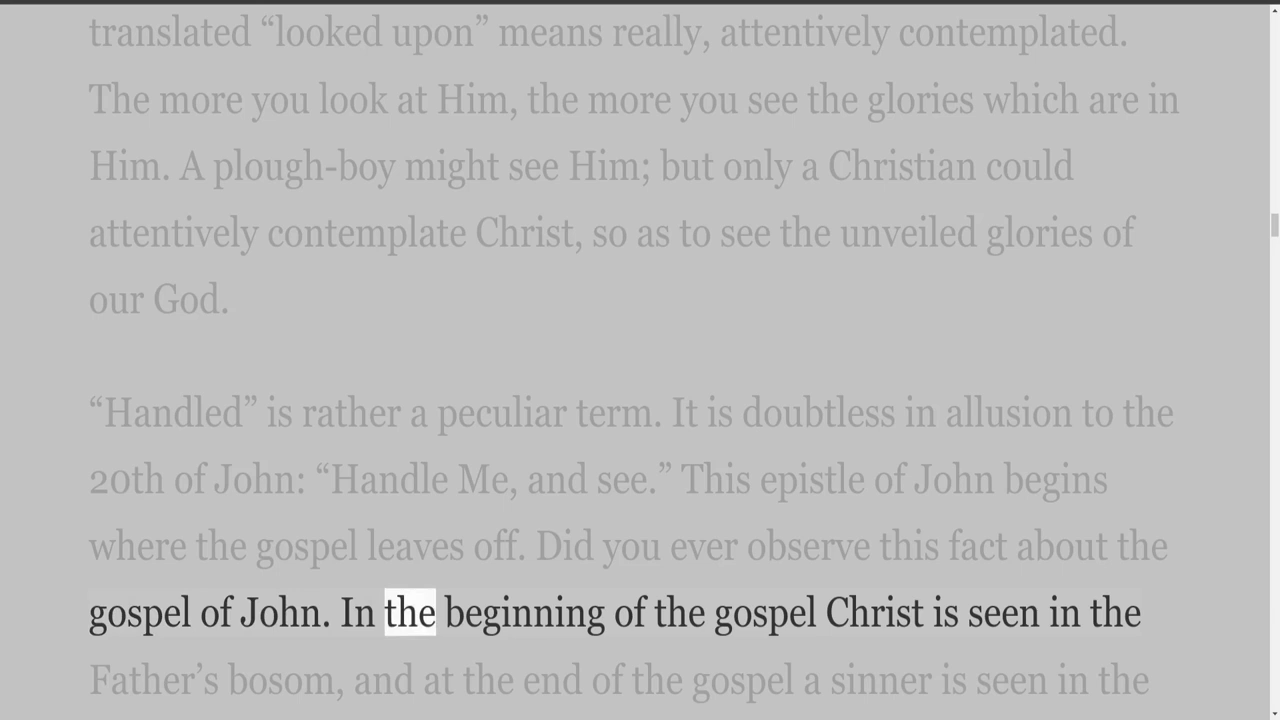 translated “looked upon” means really, attentively contemplated.
The more you look at Him, the more you see the glories which are in
Him. A plough-boy might see Him; but only a Christian could
attentively contemplate Christ, so as to see the unveiled glories of
our God.
“Handled” is rather a peculiar term. It is doubtless in allusion to the
20th of John: “Handle Me, and see.” This epistle of John begins
where the gospel leaves off. Did you ever observe this fact about the
gospel of John. In the beginning of the gospel Christ is seen in the
Father’s bosom, and at the end of the gospel a sinner is seen in the